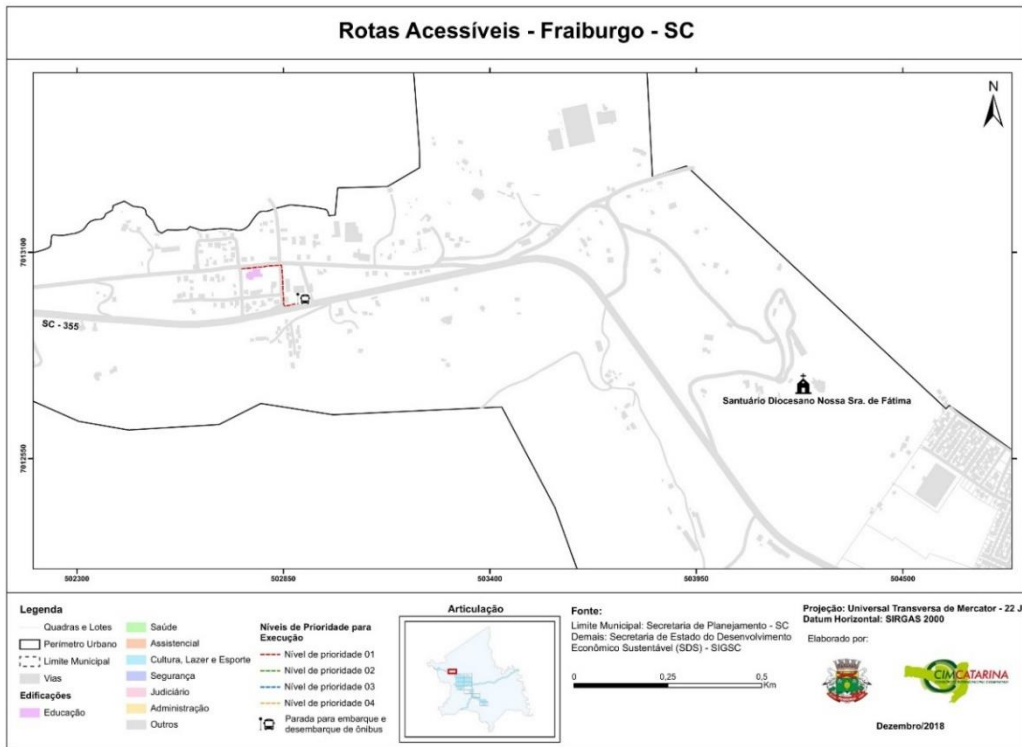 Rotas Acessíveis - Fraiburgo - SC
N
7013100
SC - 355
Santuário Diocesano Nossa Sra. de Fátima
7012550
502300
502850
503400
503950
504500
Legenda
Quadras e Lotes
Perímetro Urbano
Limite Municipal
Vias
Edificações
Educação
Saúde
Assistencial
Cultura, Lazer e Esporte
Segurança
Judiciário
Administração
Outros
Níveis de Prioridade para
Execução
Nível de prioridade 01
Nível de prioridade 02
Nível de prioridade 03
Nível de prioridade 04
Parada para embarque e
desembarque de ônibus
Articulação
Fonte:
Limite Municipal: Secretaria de Planejamento - SC
Demais: Secretaria de Estado do Desenvolvimento
Econômico Sustentável (SDS) - SIGSC
0 0,25 0,5
Km
Projeção: Universal Transversa de Mercator - 22 J
Datum Horizontal: SIRGAS 2000
Elaborado por:
CIMCATARINA
Dezembro/2018